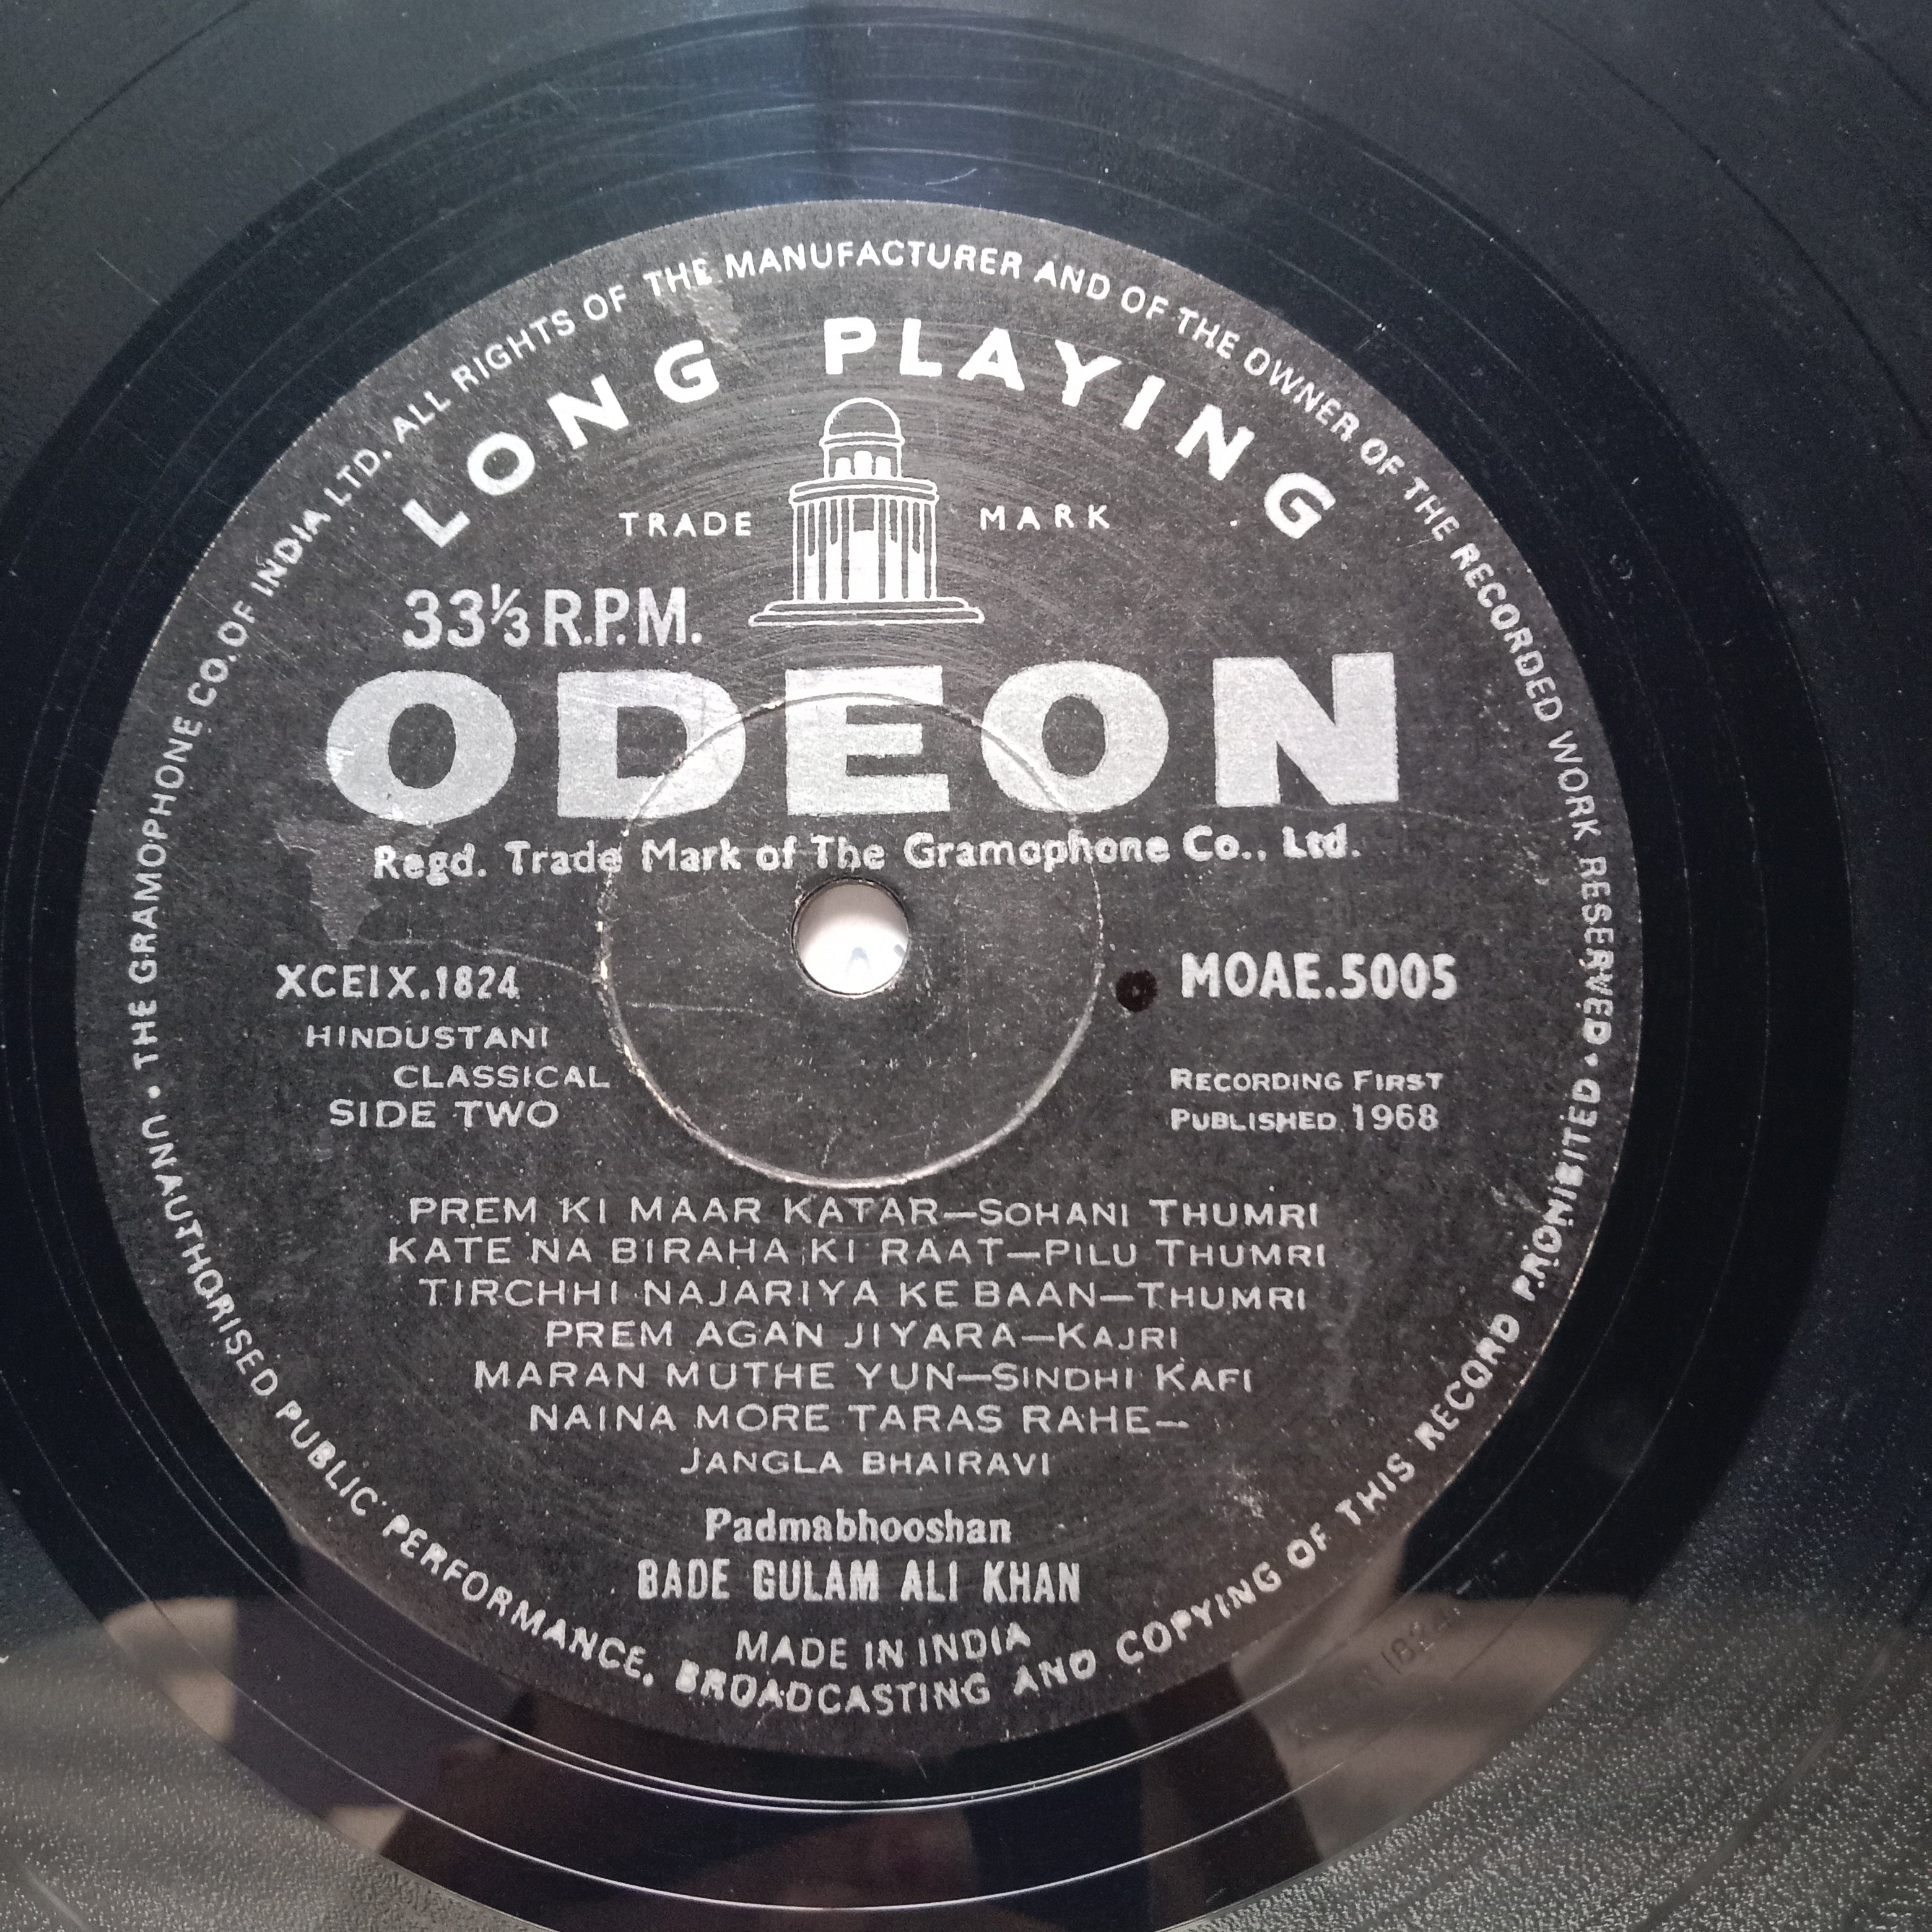 THE GRAMOPHONE CO. OF INDIA LTD. ALL RIGHTS OF THE MANUFACTURER AND OF THE OWNER OF THE RECORDED WORK RESERVED • UNAUTHORISED PUBLIC PERFORMANCE. BROADCASTING AND COPYING OF THIS RECORD PROHIBITED •
LONG PLAYING
TRADE MARK
33⅓ R.P.M.
ODEON
Regd. Trade Mark of The Gramophone Co., Ltd.
XCEIX.1824
HINDUSTANI
CLASSICAL
SIDE TWO
MOAE.5005
RECORDING FIRST
PUBLISHED 1968
PREM KI MAAR KATAR—SOHANI THUMRI
KATE NA BIRAHA KI RAAT—PILU THUMRI
TIRCHHI NAJARIYA KE BAAN—THUMRI
PREM AGAN JIYARA—KAJRI
MARAN MUTHE YUN—SINDHI KAFI
NAINA MORE TARAS RAHE—
JANGLA BHAIRAVI
Padmabhooshan
BADE GULAM ALI KHAN
MADE IN INDIA